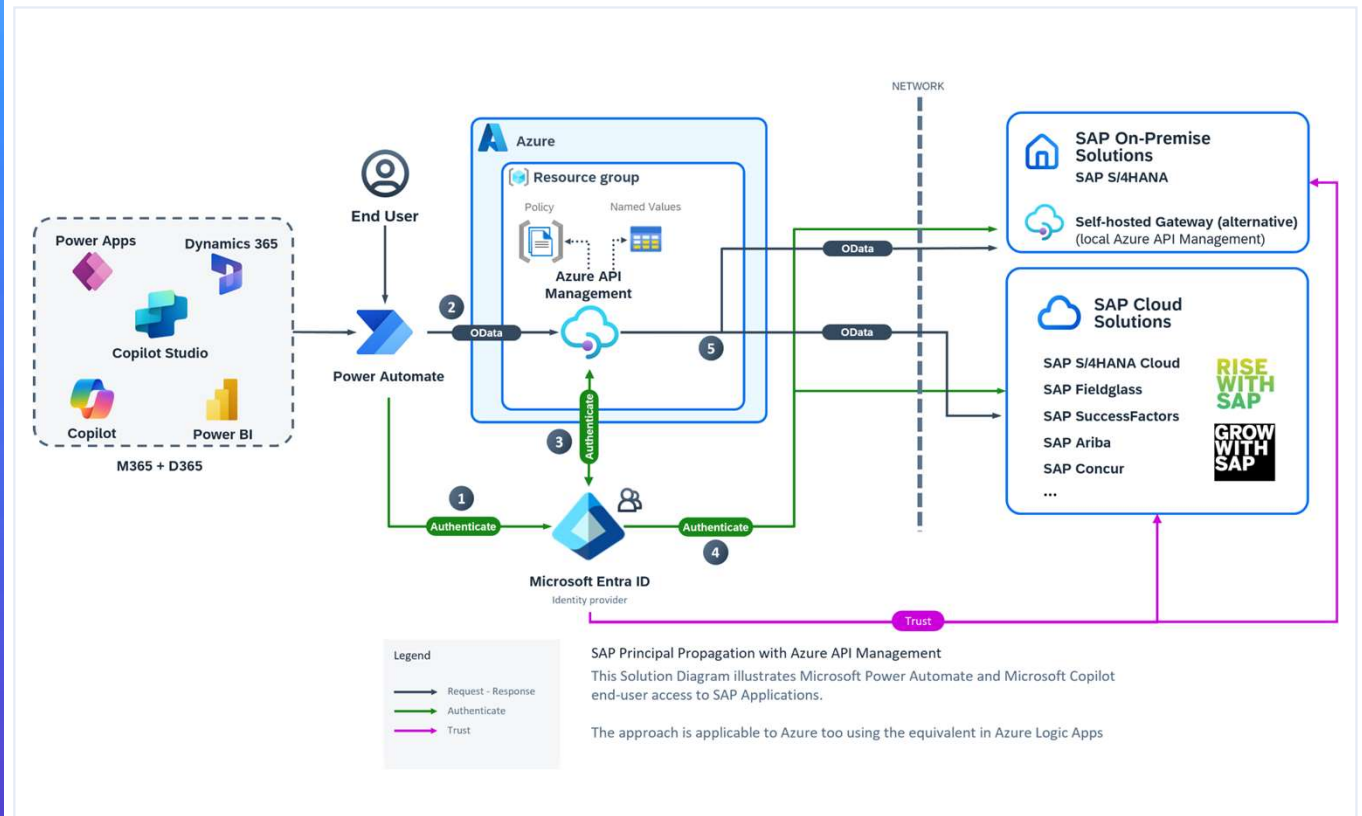 NETWORK
Azure
Resource group
Policy
Named Values
Azure API
Management
End User
Power Apps
Dynamics 365
Copilot Studio
Copilot
Power BI
M365 + D365
Power Automate
2
OData
5
OData
OData
3
Authenticate
1
Authenticate
Authenticate
4
Microsoft Entra ID
Identity provider
Trust
SAP On-Premise
Solutions
SAP S/4HANA
Self-hosted Gateway (alternative)
(local Azure API Management)
SAP Cloud
Solutions
SAP S/4HANA Cloud
SAP Fieldglass
SAP SuccessFactors
SAP Ariba
SAP Concur
...
RISE
WITH
SAP
GROW
WITH
SAP
Legend
Request - Response
Authenticate
Trust
SAP Principal Propagation with Azure API Management
This Solution Diagram illustrates Microsoft Power Automate and Microsoft Copilot
end-user access to SAP Applications.
The approach is applicable to Azure too using the equivalent in Azure Logic Apps